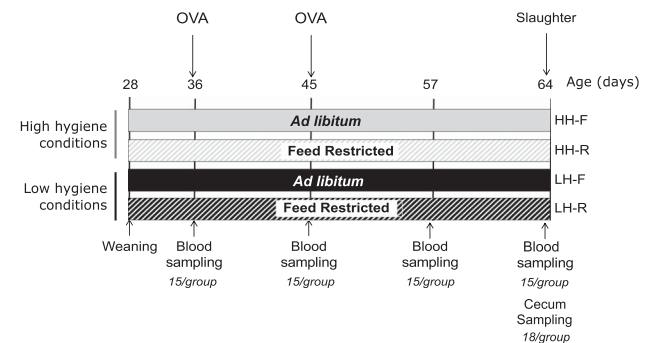 OVA OVA Slaughter
28 36 45 57 64 Age (days)
High hygiene
conditions
Ad libitum HH-F
Feed Restricted HH-R
Low hygiene
conditions
Ad libitum LH-F
Feed Restricted LH-R
Weaning Blood Blood Blood Blood
sampling sampling sampling sampling
15/group 15/group 15/group 15/group
Cecum
Sampling
18/group